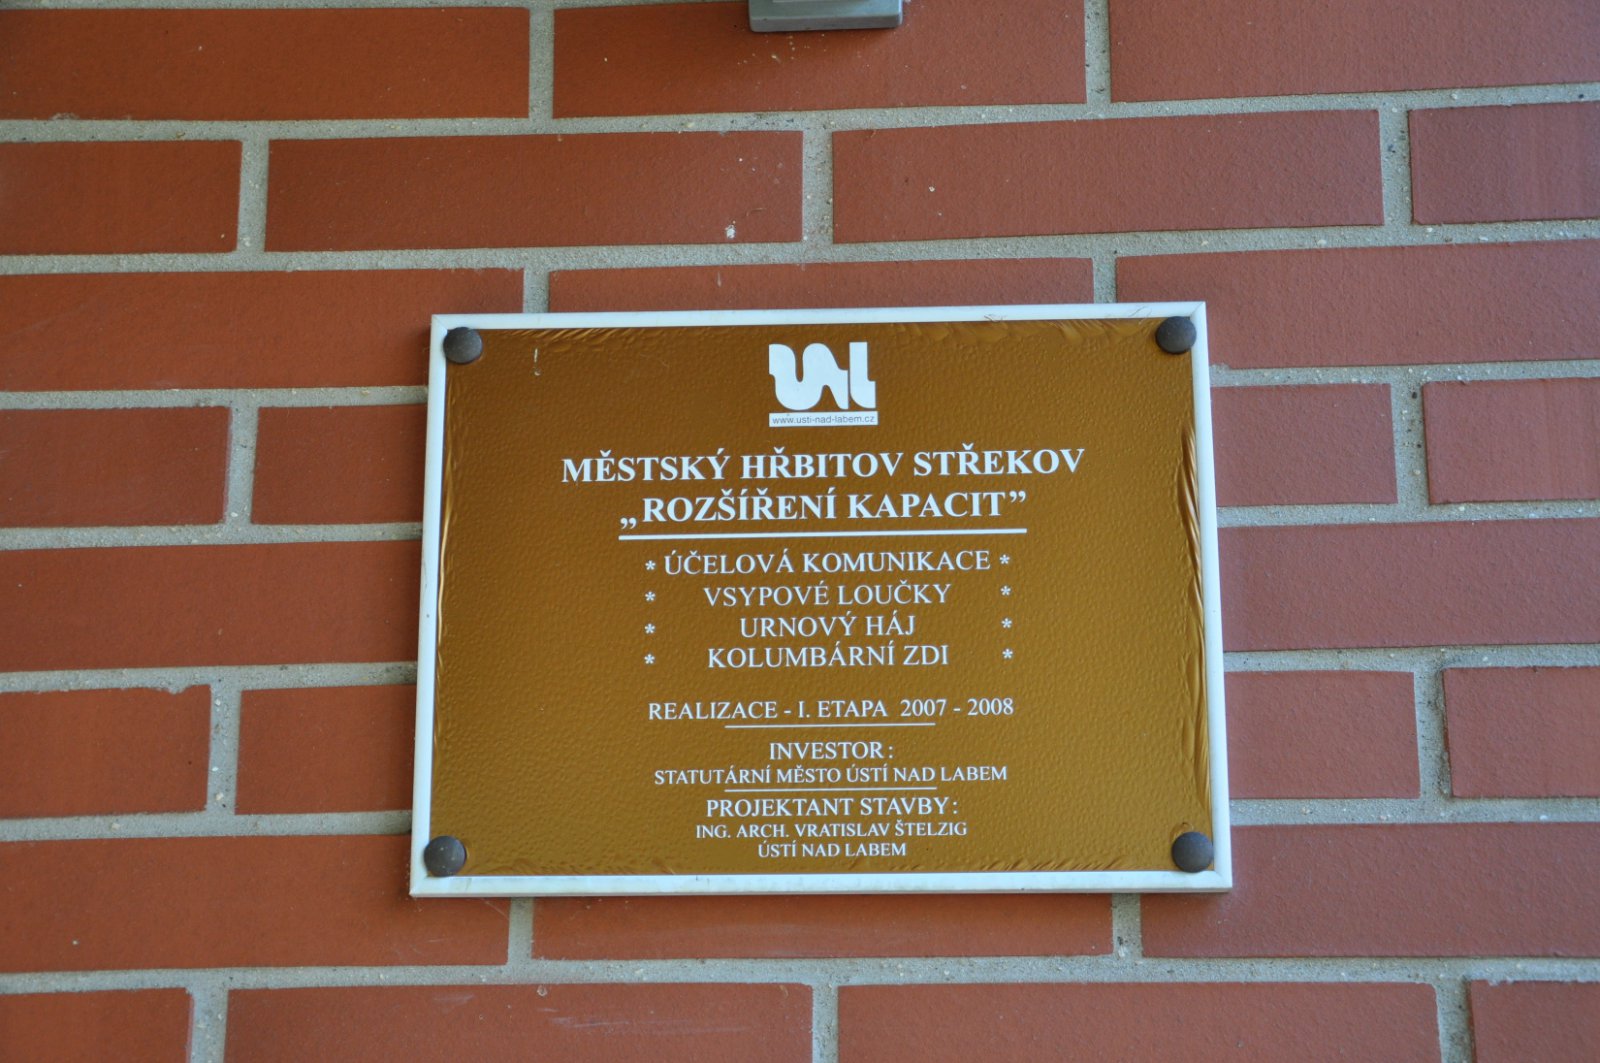 UNL
www.usti-nad-labem.cz
MĚSTSKÝ HŘBITOV STŘEKOV
„ROZŠÍŘENÍ KAPACIT”
* ÚČELOVÁ KOMUNIKACE *
* VSYPOVÉ LOUČKY *
* URNOVÝ HÁJ *
* KOLUMBÁRNÍ ZDI *
REALIZACE - I. ETAPA 2007 - 2008
INVESTOR:
STATUTÁRNÍ MĚSTO ÚSTÍ NAD LABEM
PROJEKTANT STAVBY:
ING. ARCH. VRATISLAV ŠTELZIG
ÚSTÍ NAD LABEM